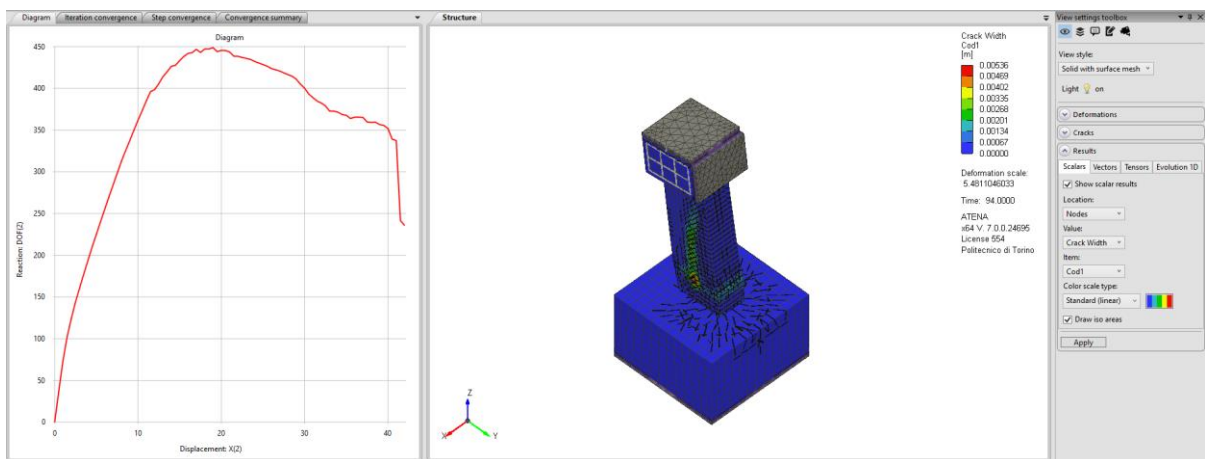 Diagram
Iteration convergence
Step convergence
Convergence summary
Diagram
450
400
350
300
250
200
150
100
50
0
0
10
20
30
40
Reaction: DOF(Z)
Displacement: X(Z)
Structure
Crack Width
Cod1
[m]
0.00536
0.00469
0.00402
0.00335
0.00268
0.00201
0.00134
0.00067
0.00000
Deformation scale:
5.4811046033
Time: 94.0000
ATENA
x64 V. 7.0.0.24695
License 554
Politecnico di Torino
Z
X
Y
View settings toolbox
View style:
Solid with surface mesh
Light on
Deformations
Cracks
Results
Scalars Vectors Tensors Evolution 1D
Show scalar results
Location:
Nodes
Value:
Crack Width
Item:
Cod1
Color scale type:
Standard (linear)
Draw iso areas
Apply